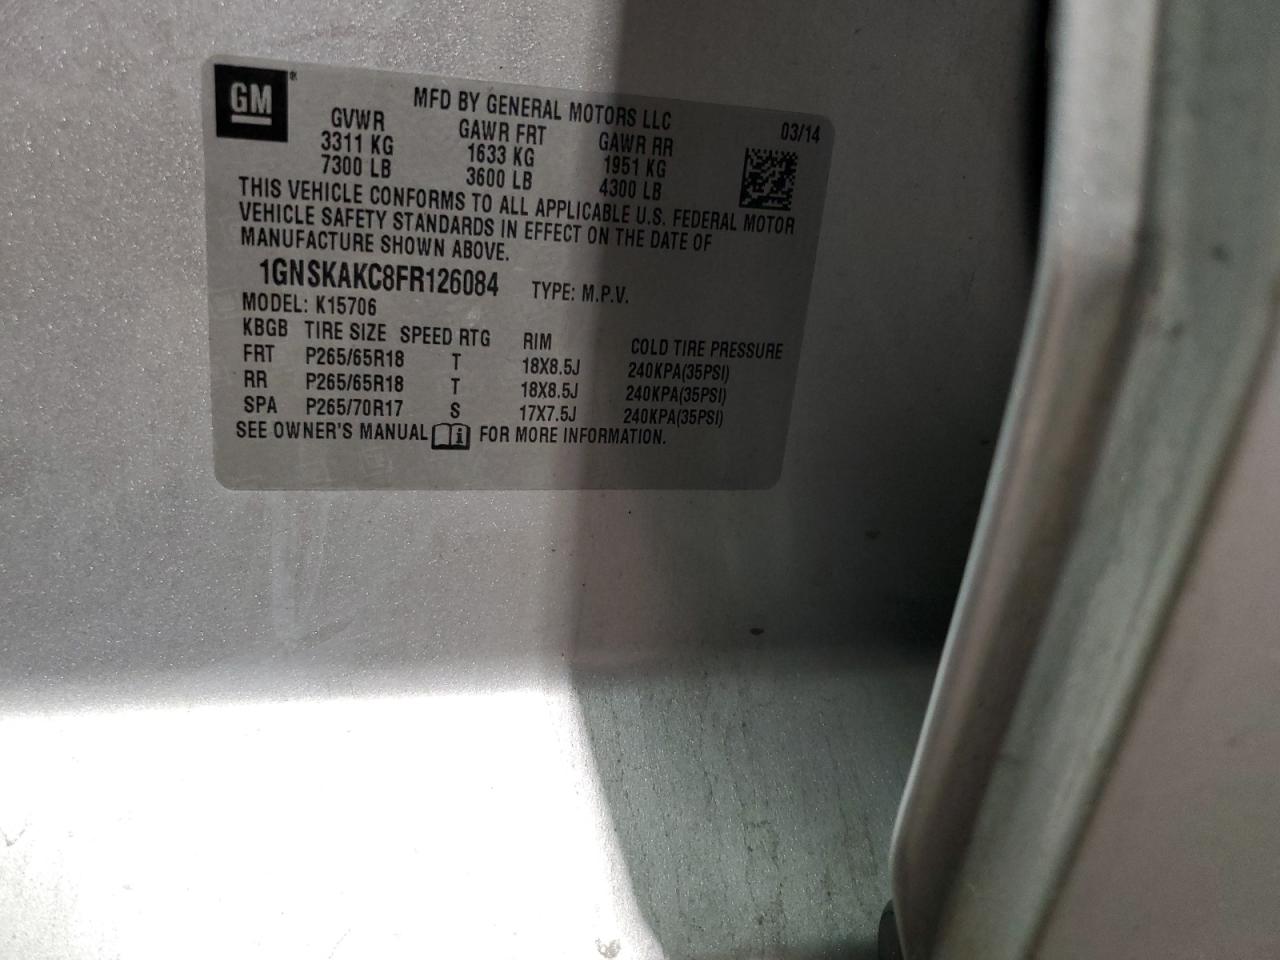 GM
MFD BY GENERAL MOTORS LLC
03/14
GVWR GAWR FRT GAWR RR
3311 KG 1633 KG 1951 KG
7300 LB 3600 LB 4300 LB
THIS VEHICLE CONFORMS TO ALL APPLICABLE U.S. FEDERAL MOTOR
VEHICLE SAFETY STANDARDS IN EFFECT ON THE DATE OF
MANUFACTURE SHOWN ABOVE.
1GNSKAKC8FR126084 TYPE: M.P.V.
MODEL: K15706
KBGB TIRE SIZE SPEED RTG RIM COLD TIRE PRESSURE
FRT P265/65R18 T 18X8.5J 240KPA(35PSI)
RR P265/65R18 T 18X8.5J 240KPA(35PSI)
SPA P265/70R17 S 17X7.5J 240KPA(35PSI)
SEE OWNER'S MANUAL FOR MORE INFORMATION.